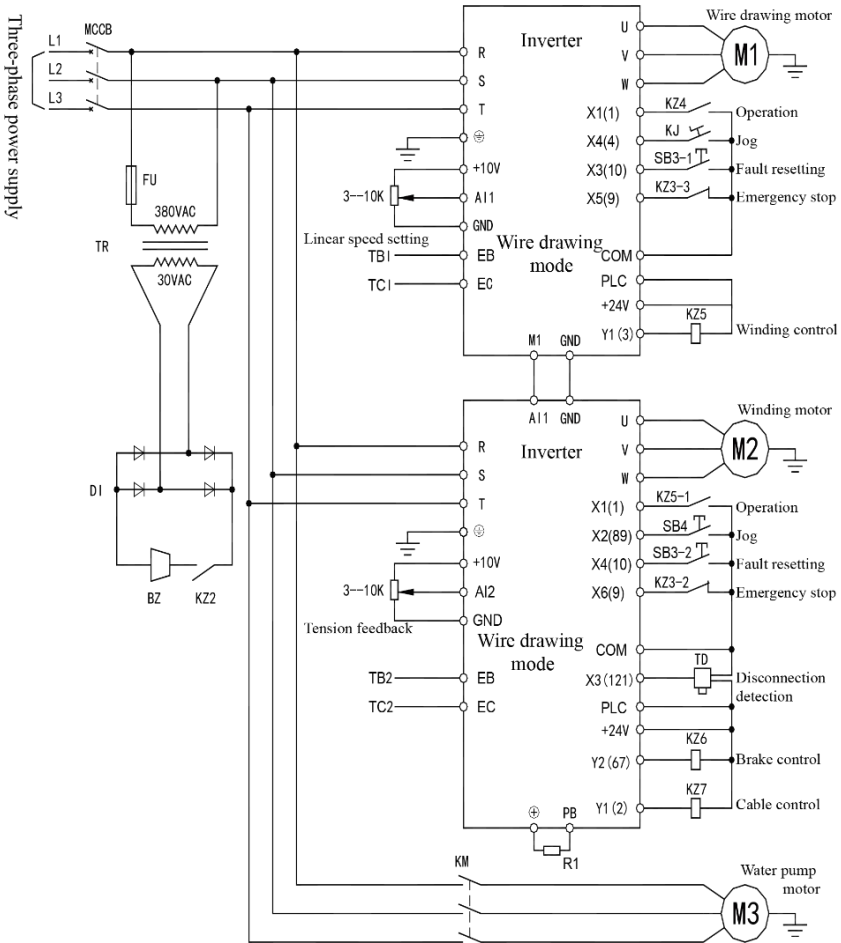 Three-phase power supply
L1
L2
L3
MCCB
FU
380VAC
TR
30VAC
DI
BZ
KZ2
Inverter
R
S
T
+10V
3--10K
AI1
GND
Linear speed setting
Wire drawing
mode
TB1
EB
TC1
EC
U
V
W
Wire drawing motor
M1
X1(1)
KZ4
Operation
X4(4)
KJ
Jog
X3(10)
SB3-1
Fault resetting
X5(9)
KZ3-3
Emergency stop
COM
PLC
+24V
KZ5
Y1(3)
Winding control
M1
GND
AI1
GND
Inverter
R
S
T
+10V
3--10K
AI2
GND
Tension feedback
Wire drawing
mode
TB2
EB
TC2
EC
U
V
W
Winding motor
M2
X1(1)
KZ5-1
Operation
X2(89)
SB4
Jog
X4(10)
SB3-2
Fault resetting
X6(9)
KZ3-2
Emergency stop
COM
TD
X3(121)
Disconnection
detection
PLC
+24V
KZ6
Y2(67)
Brake control
KZ7
Y1(2)
Cable control
PB
R1
KM
Water pump
motor
M3